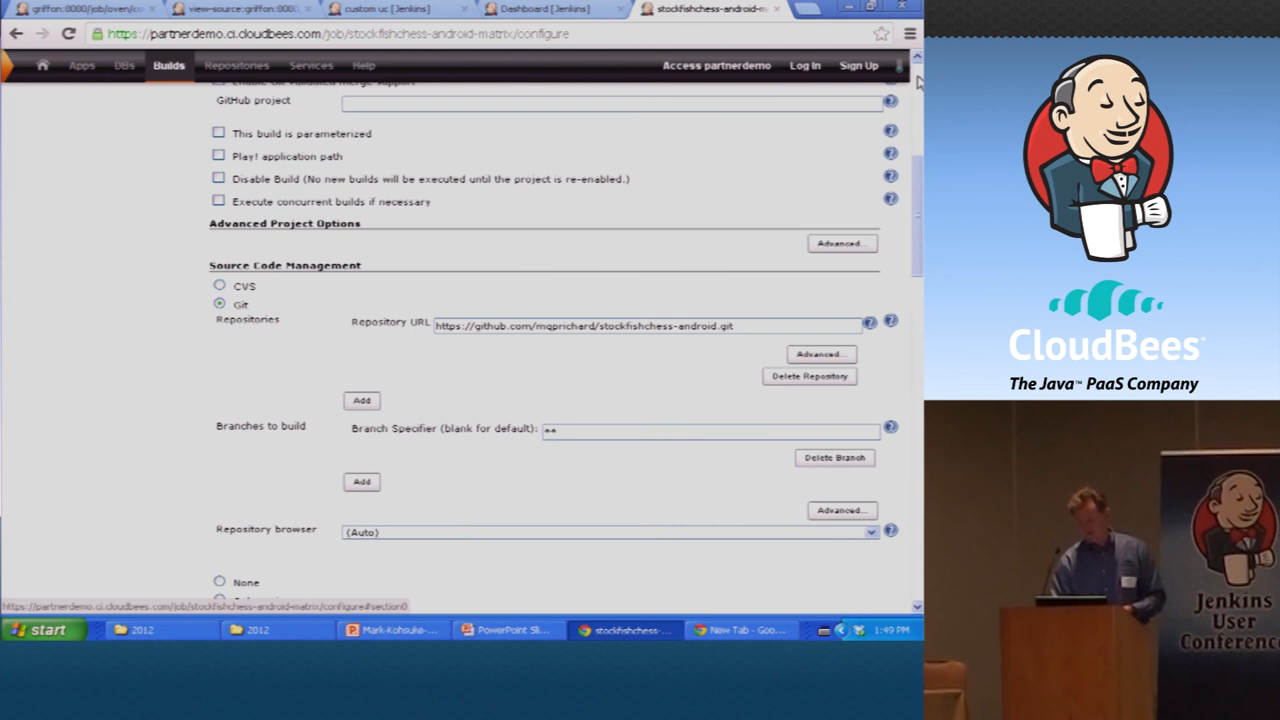 griffon:8080/job/oven/co
view-source:griffon:8080
custom uc [Jenkins]
Dashboard [Jenkins]
stockfishchess-android-m
https://partnerdemo.ci.cloudbees.com/job/stockfishchess-android-matrix/configure
Apps
DBs
Builds
Repositories
Services
Help
Access partnerdemo
Log In
Sign Up
GitHub project
This build is parameterized
Play! application path
Disable Build (No new builds will be executed until the project is re-enabled.)
Execute concurrent builds if necessary
Advanced Project Options
Advanced...
Source Code Management
CVS
Git
Repositories
Repository URL
https://github.com/mqprichard/stockfishchess-android.git
Advanced...
Delete Repository
Add
Branches to build
Branch Specifier (blank for default):
**
Delete Branch
Add
Advanced...
Repository browser
(Auto)
None
https://partnerdemo.ci.cloudbees.com/job/stockfishchess-android-matrix/configure#section0
start
2012
2012
Mark-Kohsuke-...
PowerPoint Sli...
stockfishchess-...
New Tab - Goo...
1:49 PM
CloudBees
The Java™ PaaS Company
Jenkins
User
Conference